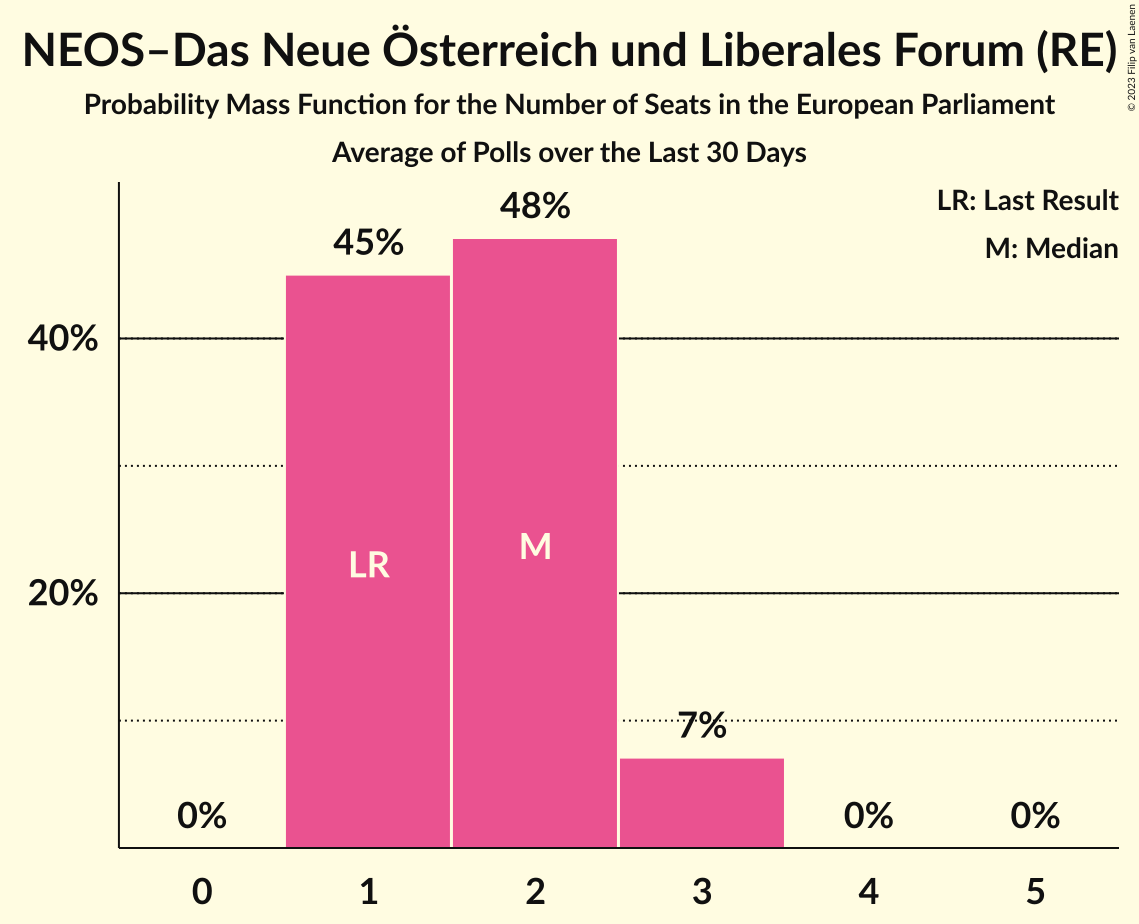 NEOS–Das Neue Österreich und Liberales Forum (RE)
Probability Mass Function for the Number of Seats in the European Parliament
Average of Polls over the Last 30 Days
© 2023 Filip van Laenen
LR: Last Result
M: Median
48%
45%
40%
LR
M
20%
7%
0%
0%
0%
0
1
2
3
4
5